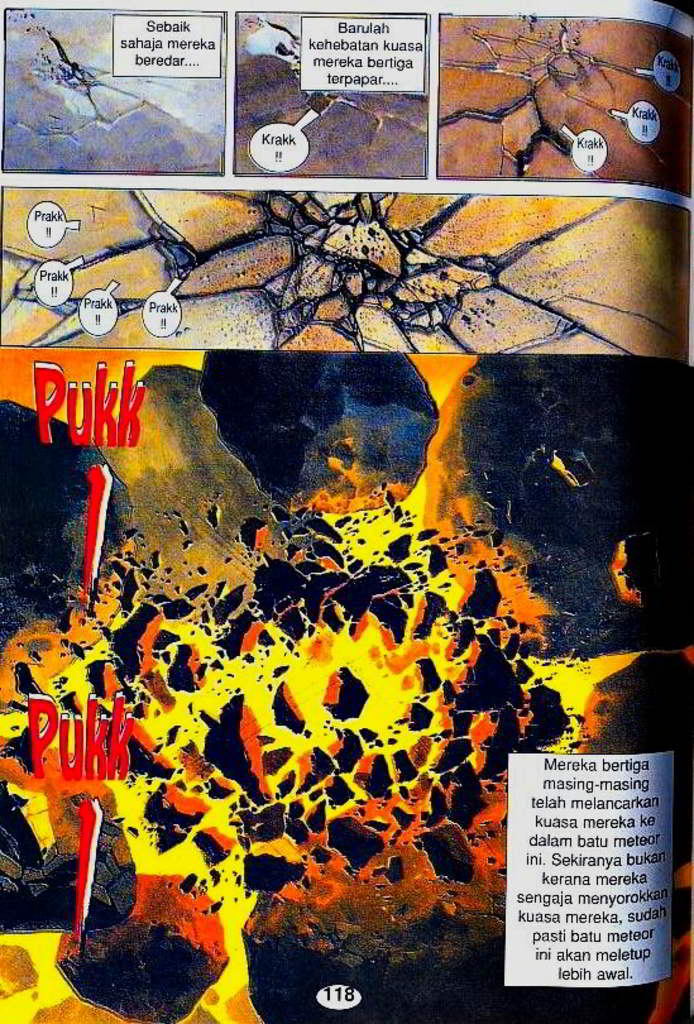 Sebaik
sahaja mereka
beredar....
Barulah
kehebatan kuasa
mereka bertiga
terpapar....
Krakk
!!
Krakk
!!
Krakk
!!
Krakk
!!
Prakk
!!
Prakk
!!
Prakk
!!
Prakk
!!
Pukk
!
Pukk
!
Mereka bertiga
masing-masing
telah melancarkan
kuasa mereka ke
dalam batu meteor
ini. Sekiranya bukan
kerana mereka
sengaja menyorokkan
kuasa mereka, sudah
pasti batu meteor
ini akan meletup
lebih awal.
118